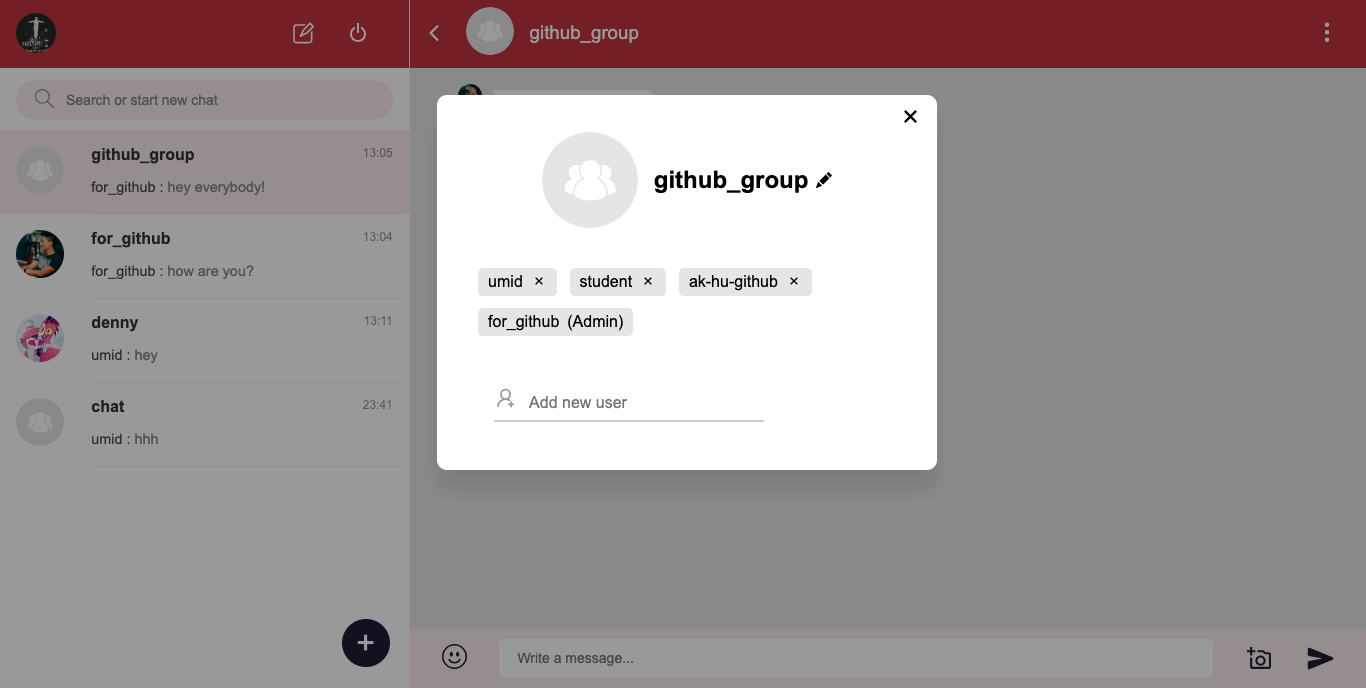 github_group
Search or start new chat
github_group 13:05
for_github : hey everybody!
for_github 13:04
for_github : how are you?
denny 13:11
umid : hey
chat 23:41
umid : hhh
github_group
umid × student × ak-hu-github ×
for_github (Admin)
Add new user
Write a message...